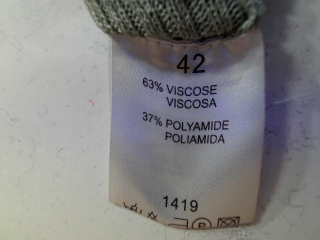 42
63% VISCOSE
VISCOSA
37% POLYAMIDE
POLIAMIDA
1419
P